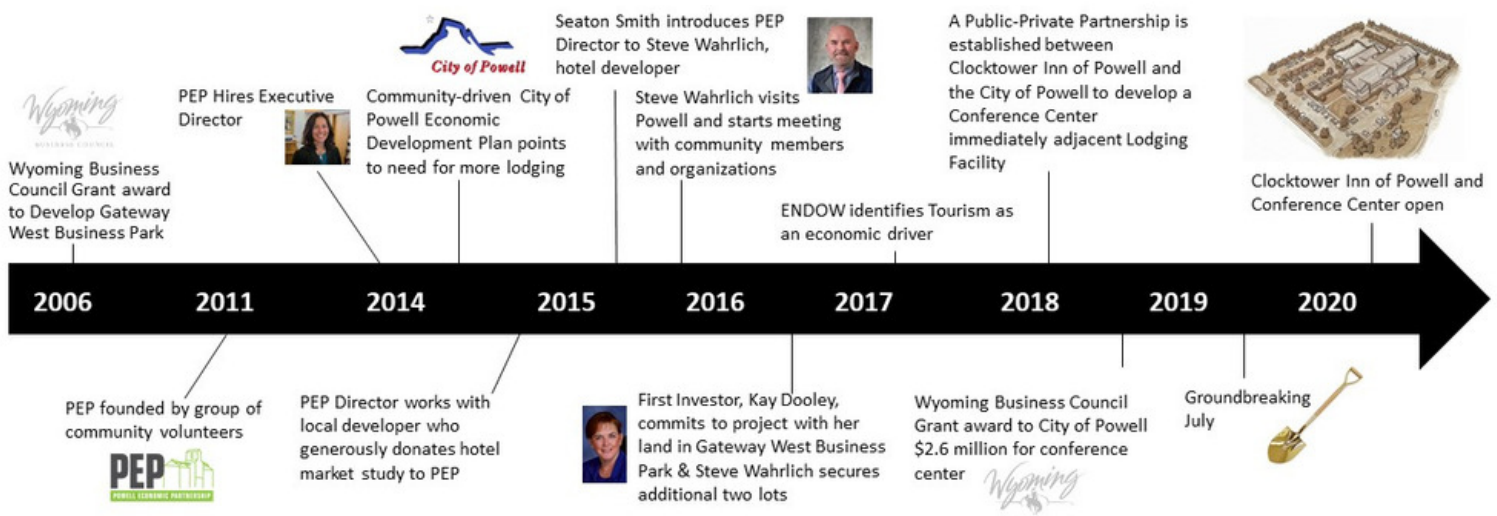 Wyoming
BUSINESS COUNCIL
Wyoming Business
Council Grant award
to Develop Gateway
West Business Park
PEP Hires Executive
Director
City of Powell
Community-driven City of
Powell Economic
Development Plan points
to need for more lodging
Seaton Smith introduces PEP
Director to Steve Wahrlich,
hotel developer
Steve Wahrlich visits
Powell and starts meeting
with community members
and organizations
ENDOW identifies Tourism as
an economic driver
A Public-Private Partnership is
established between
Clocktower Inn of Powell and
the City of Powell to develop a
Conference Center
immediately adjacent Lodging
Facility
Clocktower Inn of Powell and
Conference Center open
2006 2011 2014 2015 2016 2017 2018 2019 2020
PEP founded by group of
community volunteers
PEP
POWELL ECONOMIC PARTNERSHIP
PEP Director works with
local developer who
generously donates hotel
market study to PEP
First Investor, Kay Dooley,
commits to project with her
land in Gateway West Business
Park & Steve Wahrlich secures
additional two lots
Wyoming Business Council
Grant award to City of Powell
$2.6 million for conference
center
Wyoming
Groundbreaking
July